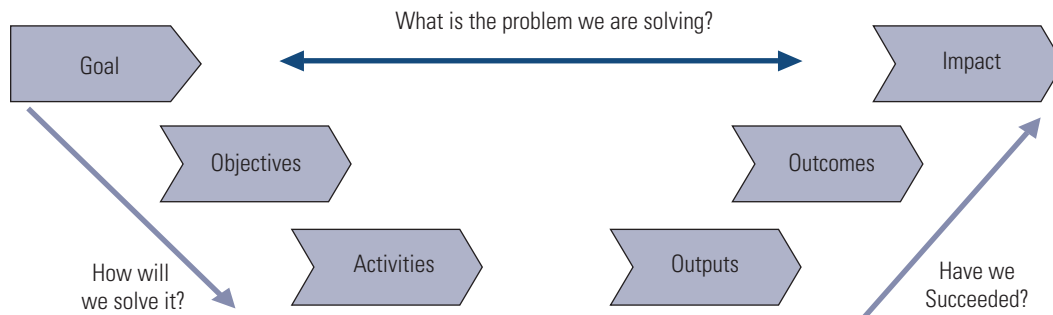 What is the problem we are solving?
Goal
Impact
Objectives
Outcomes
Activities
Outputs
How will
we solve it?
Have we
Succeeded?